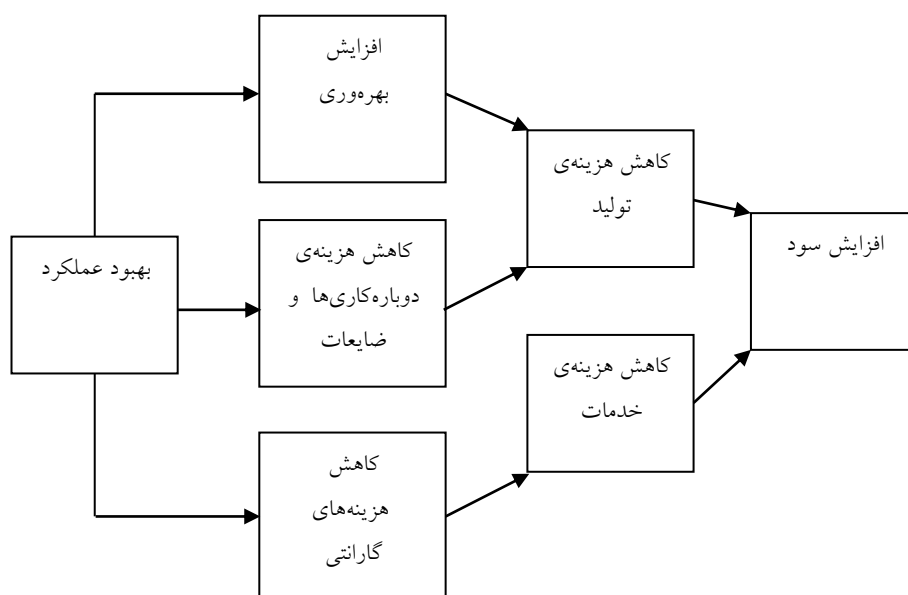 افزایش
بهره‌وری
کاهش هزینه‌ی
تولید
افزایش سود
کاهش هزینه‌ی
دوباره‌کاری‌ها و
ضایعات
بهبود عملکرد
کاهش هزینه‌ی
خدمات
کاهش
هزینه‌های
گارانتی